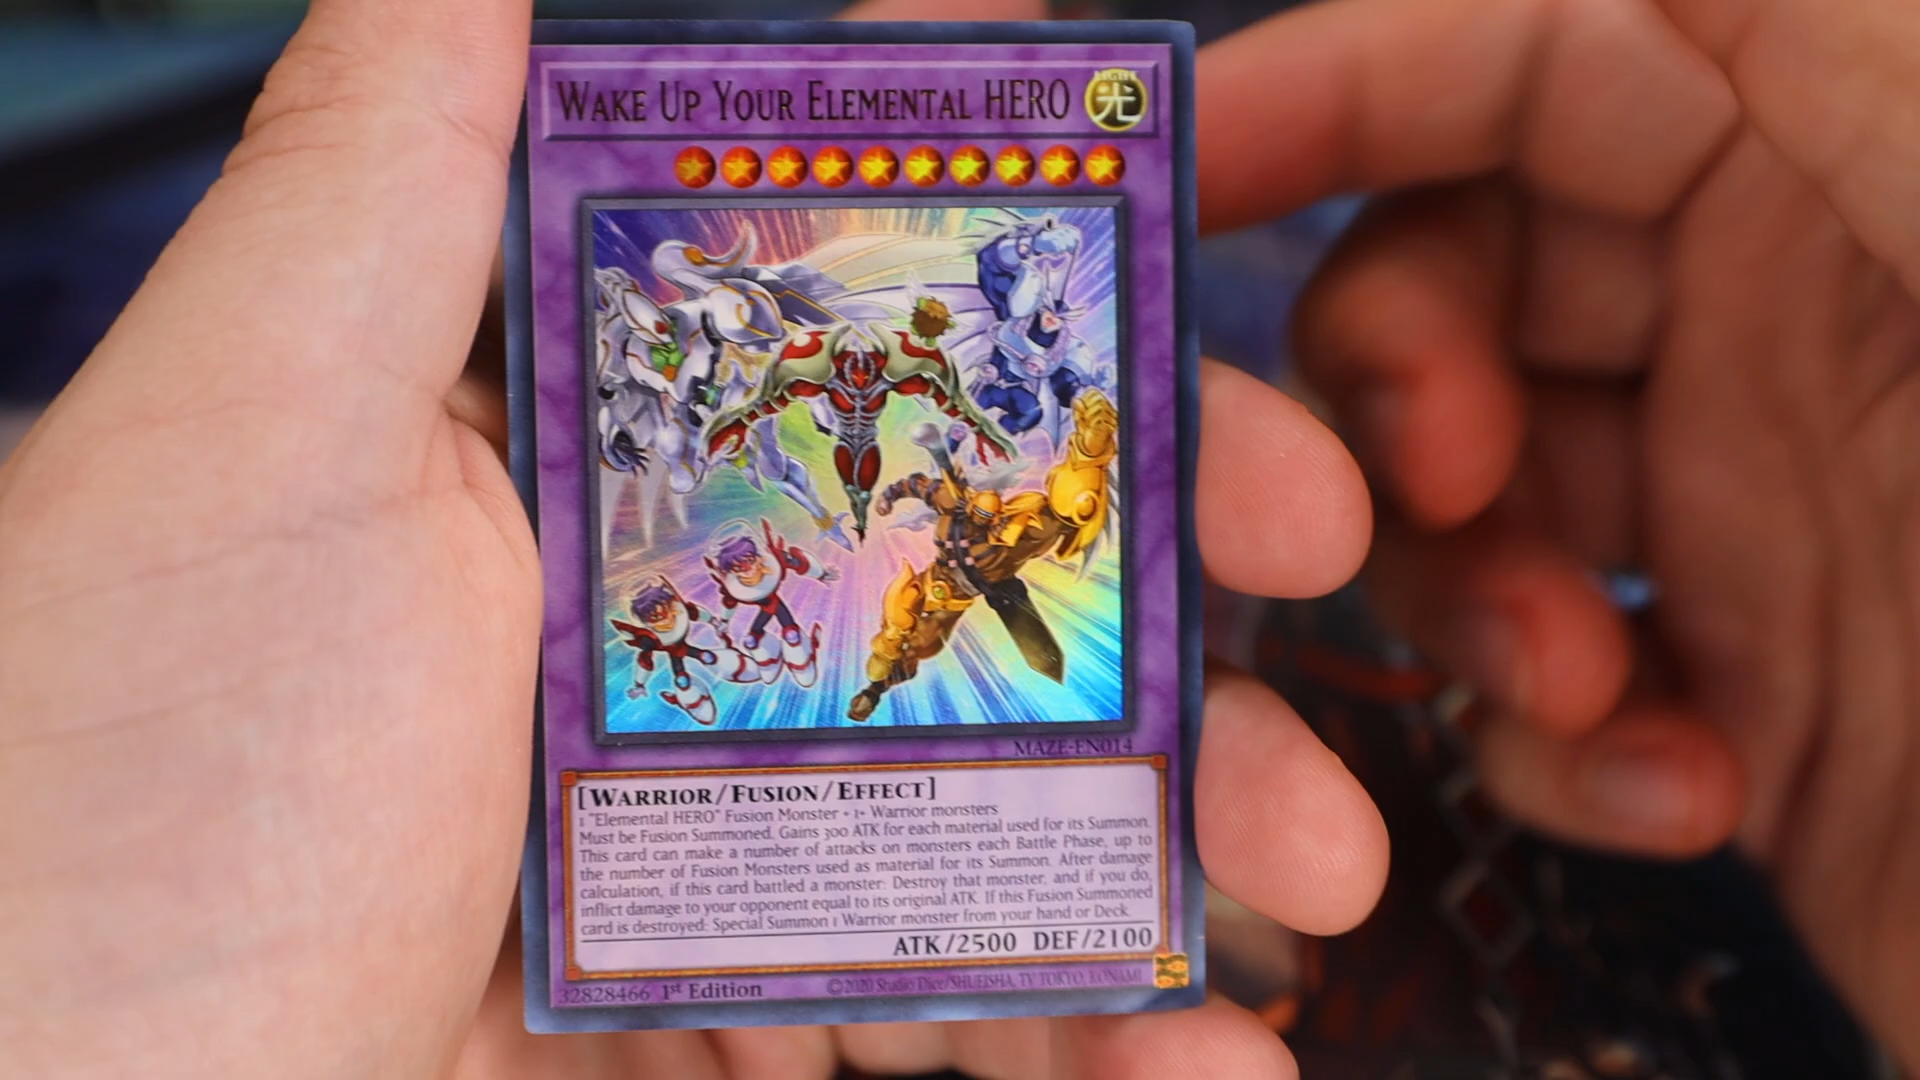 WAKE UP YOUR ELEMENTAL HERO
LIGHT
光
MAZE-EN014
[WARRIOR/FUSION/EFFECT]
1 "Elemental HERO" Fusion Monster + 1+ Warrior monsters
Must be Fusion Summoned. Gains 300 ATK for each material used for its Summon.
This card can make a number of attacks on monsters each Battle Phase, up to
the number of Fusion Monsters used as material for its Summon. After damage
calculation, if this card battled a monster: Destroy that monster, and if you do,
inflict damage to your opponent equal to its original ATK. If this Fusion Summoned
card is destroyed: Special Summon 1 Warrior monster from your hand or Deck.
ATK/2500 DEF/2100
32828466 1st Edition ©2020 Studio Dice/SHUEISHA, TV TOKYO, KONAMI